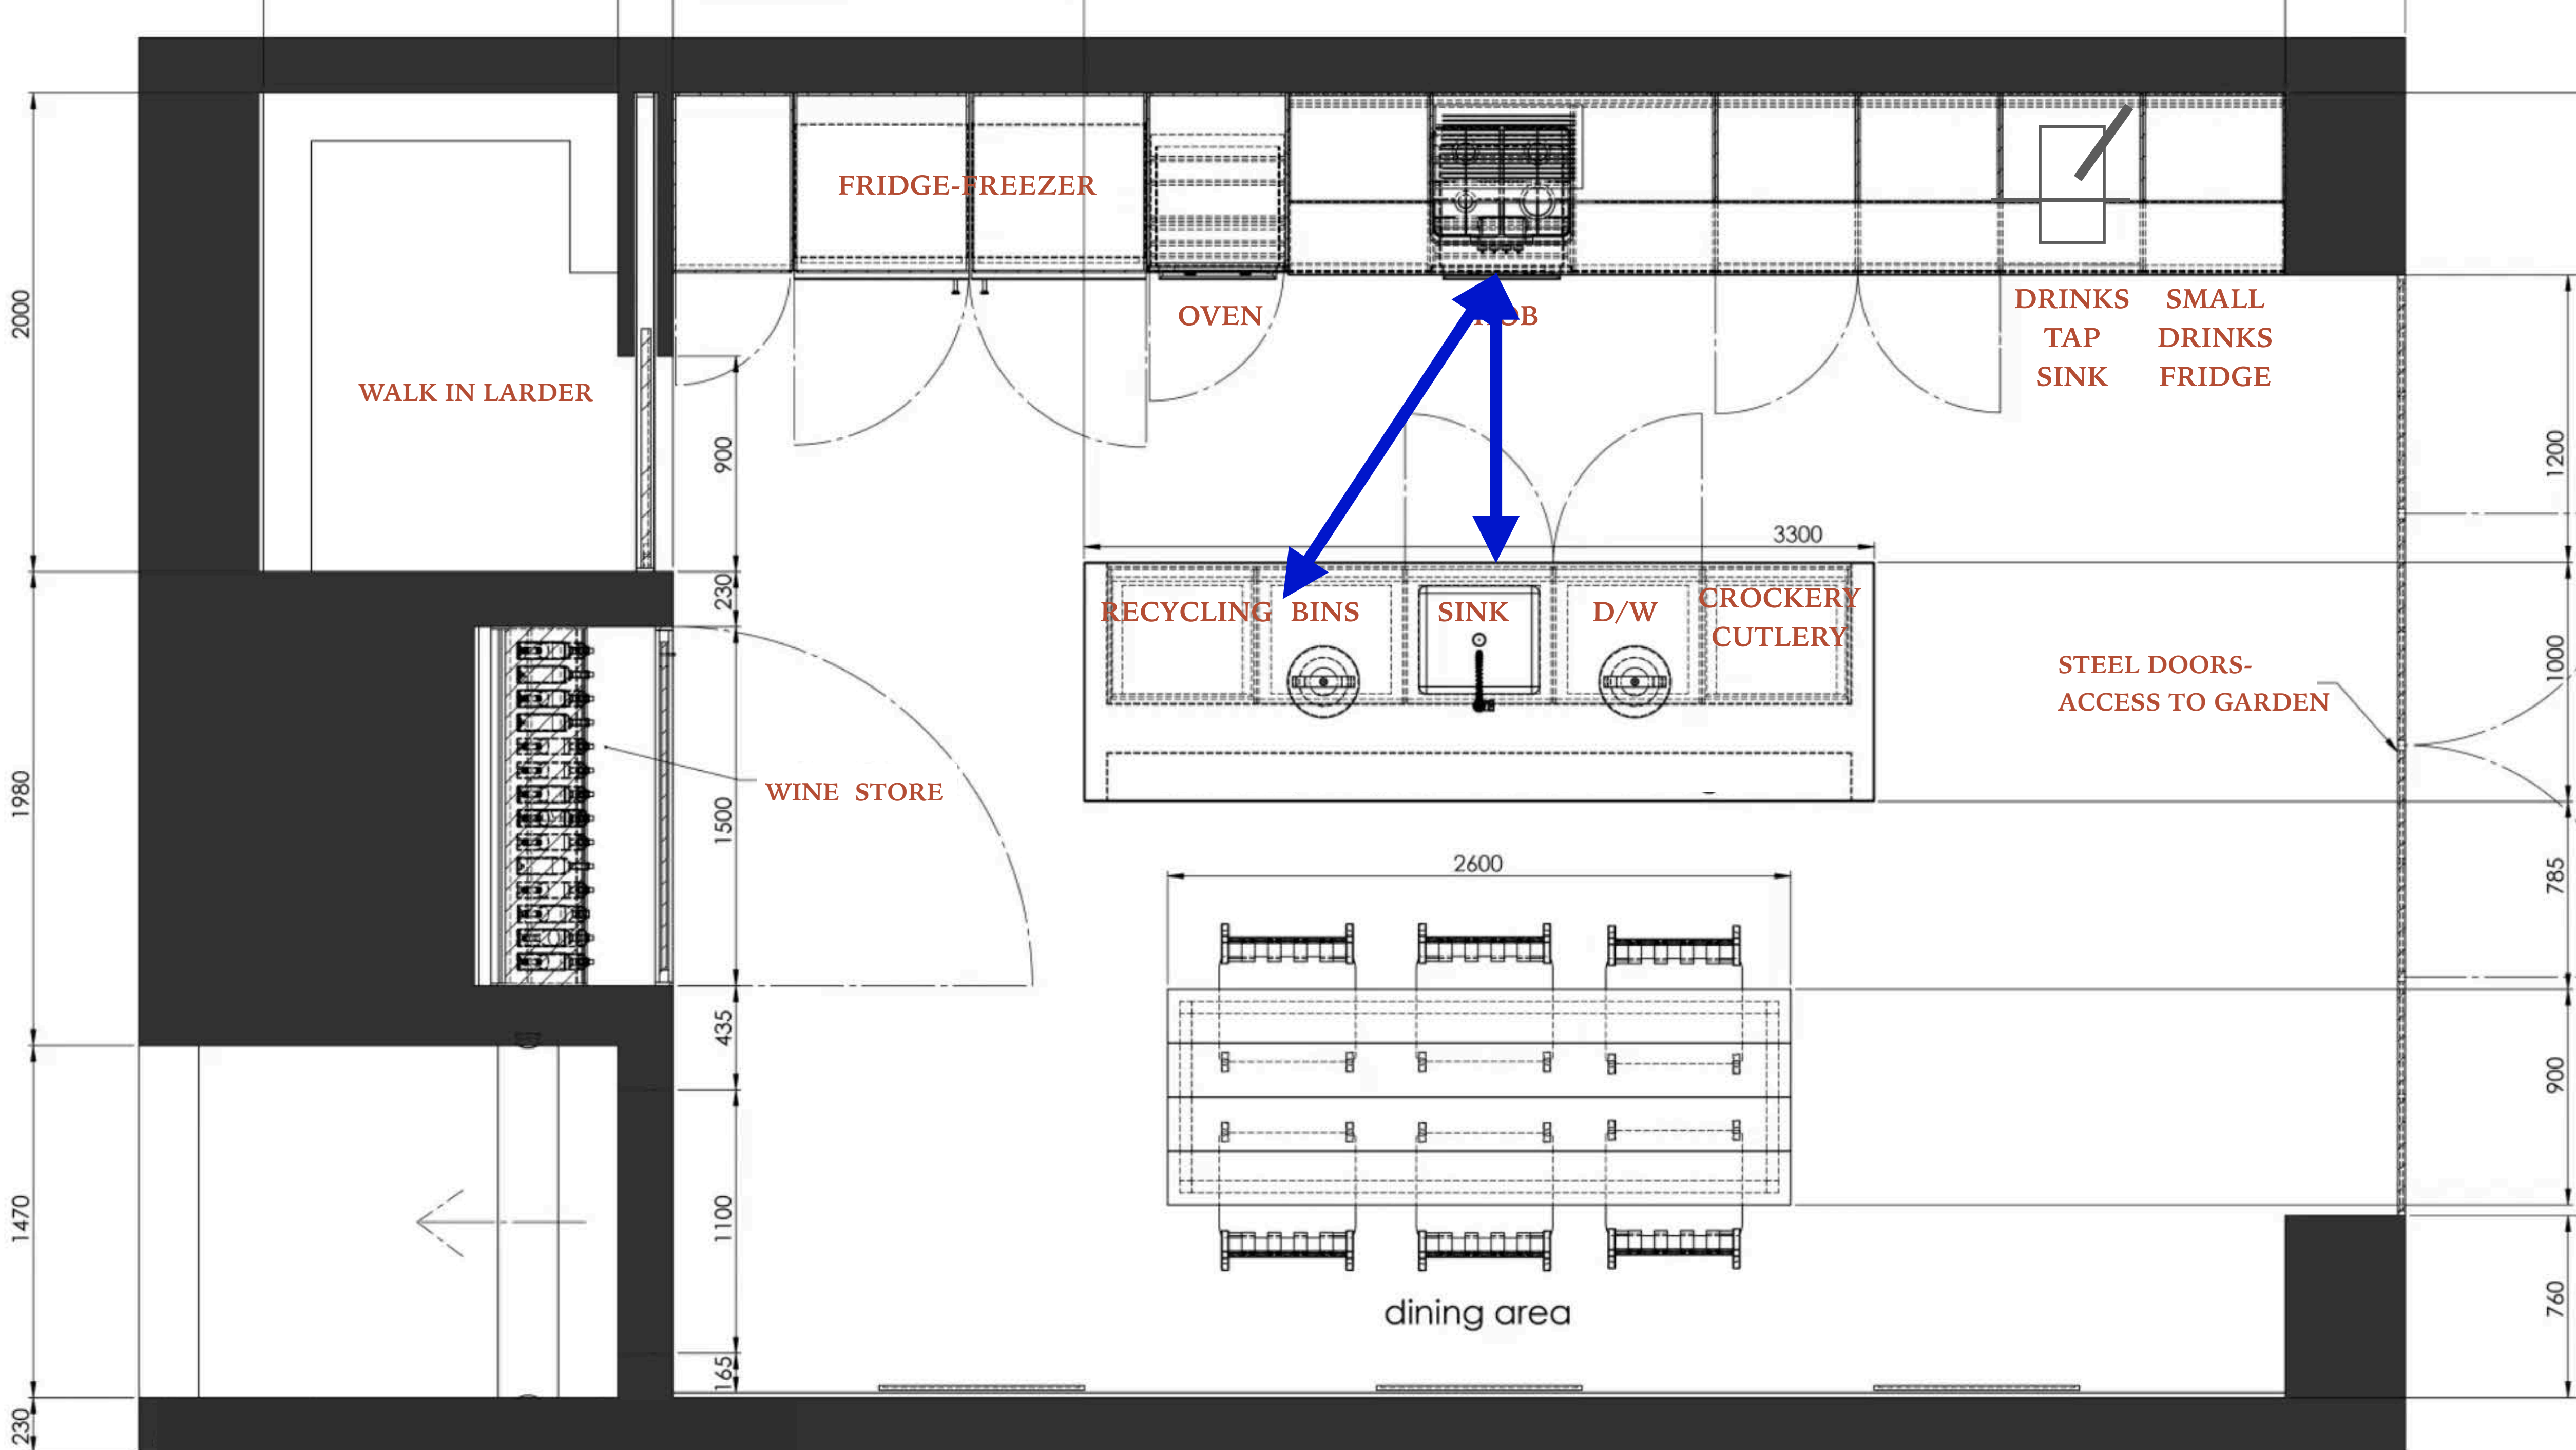 FRIDGE-FREEZER
OVEN
DRINKS
TAP
SINK
SMALL
DRINKS
FRIDGE
WALK IN LARDER
2000
900
1200
3300
230
RECYCLING
BINS
SINK
D/W
CROCKERY
CUTLERY
STEEL DOORS-
ACCESS TO GARDEN
1000
WINE STORE
1980
1500
785
2600
435
900
1470
1100
dining area
760
165
230